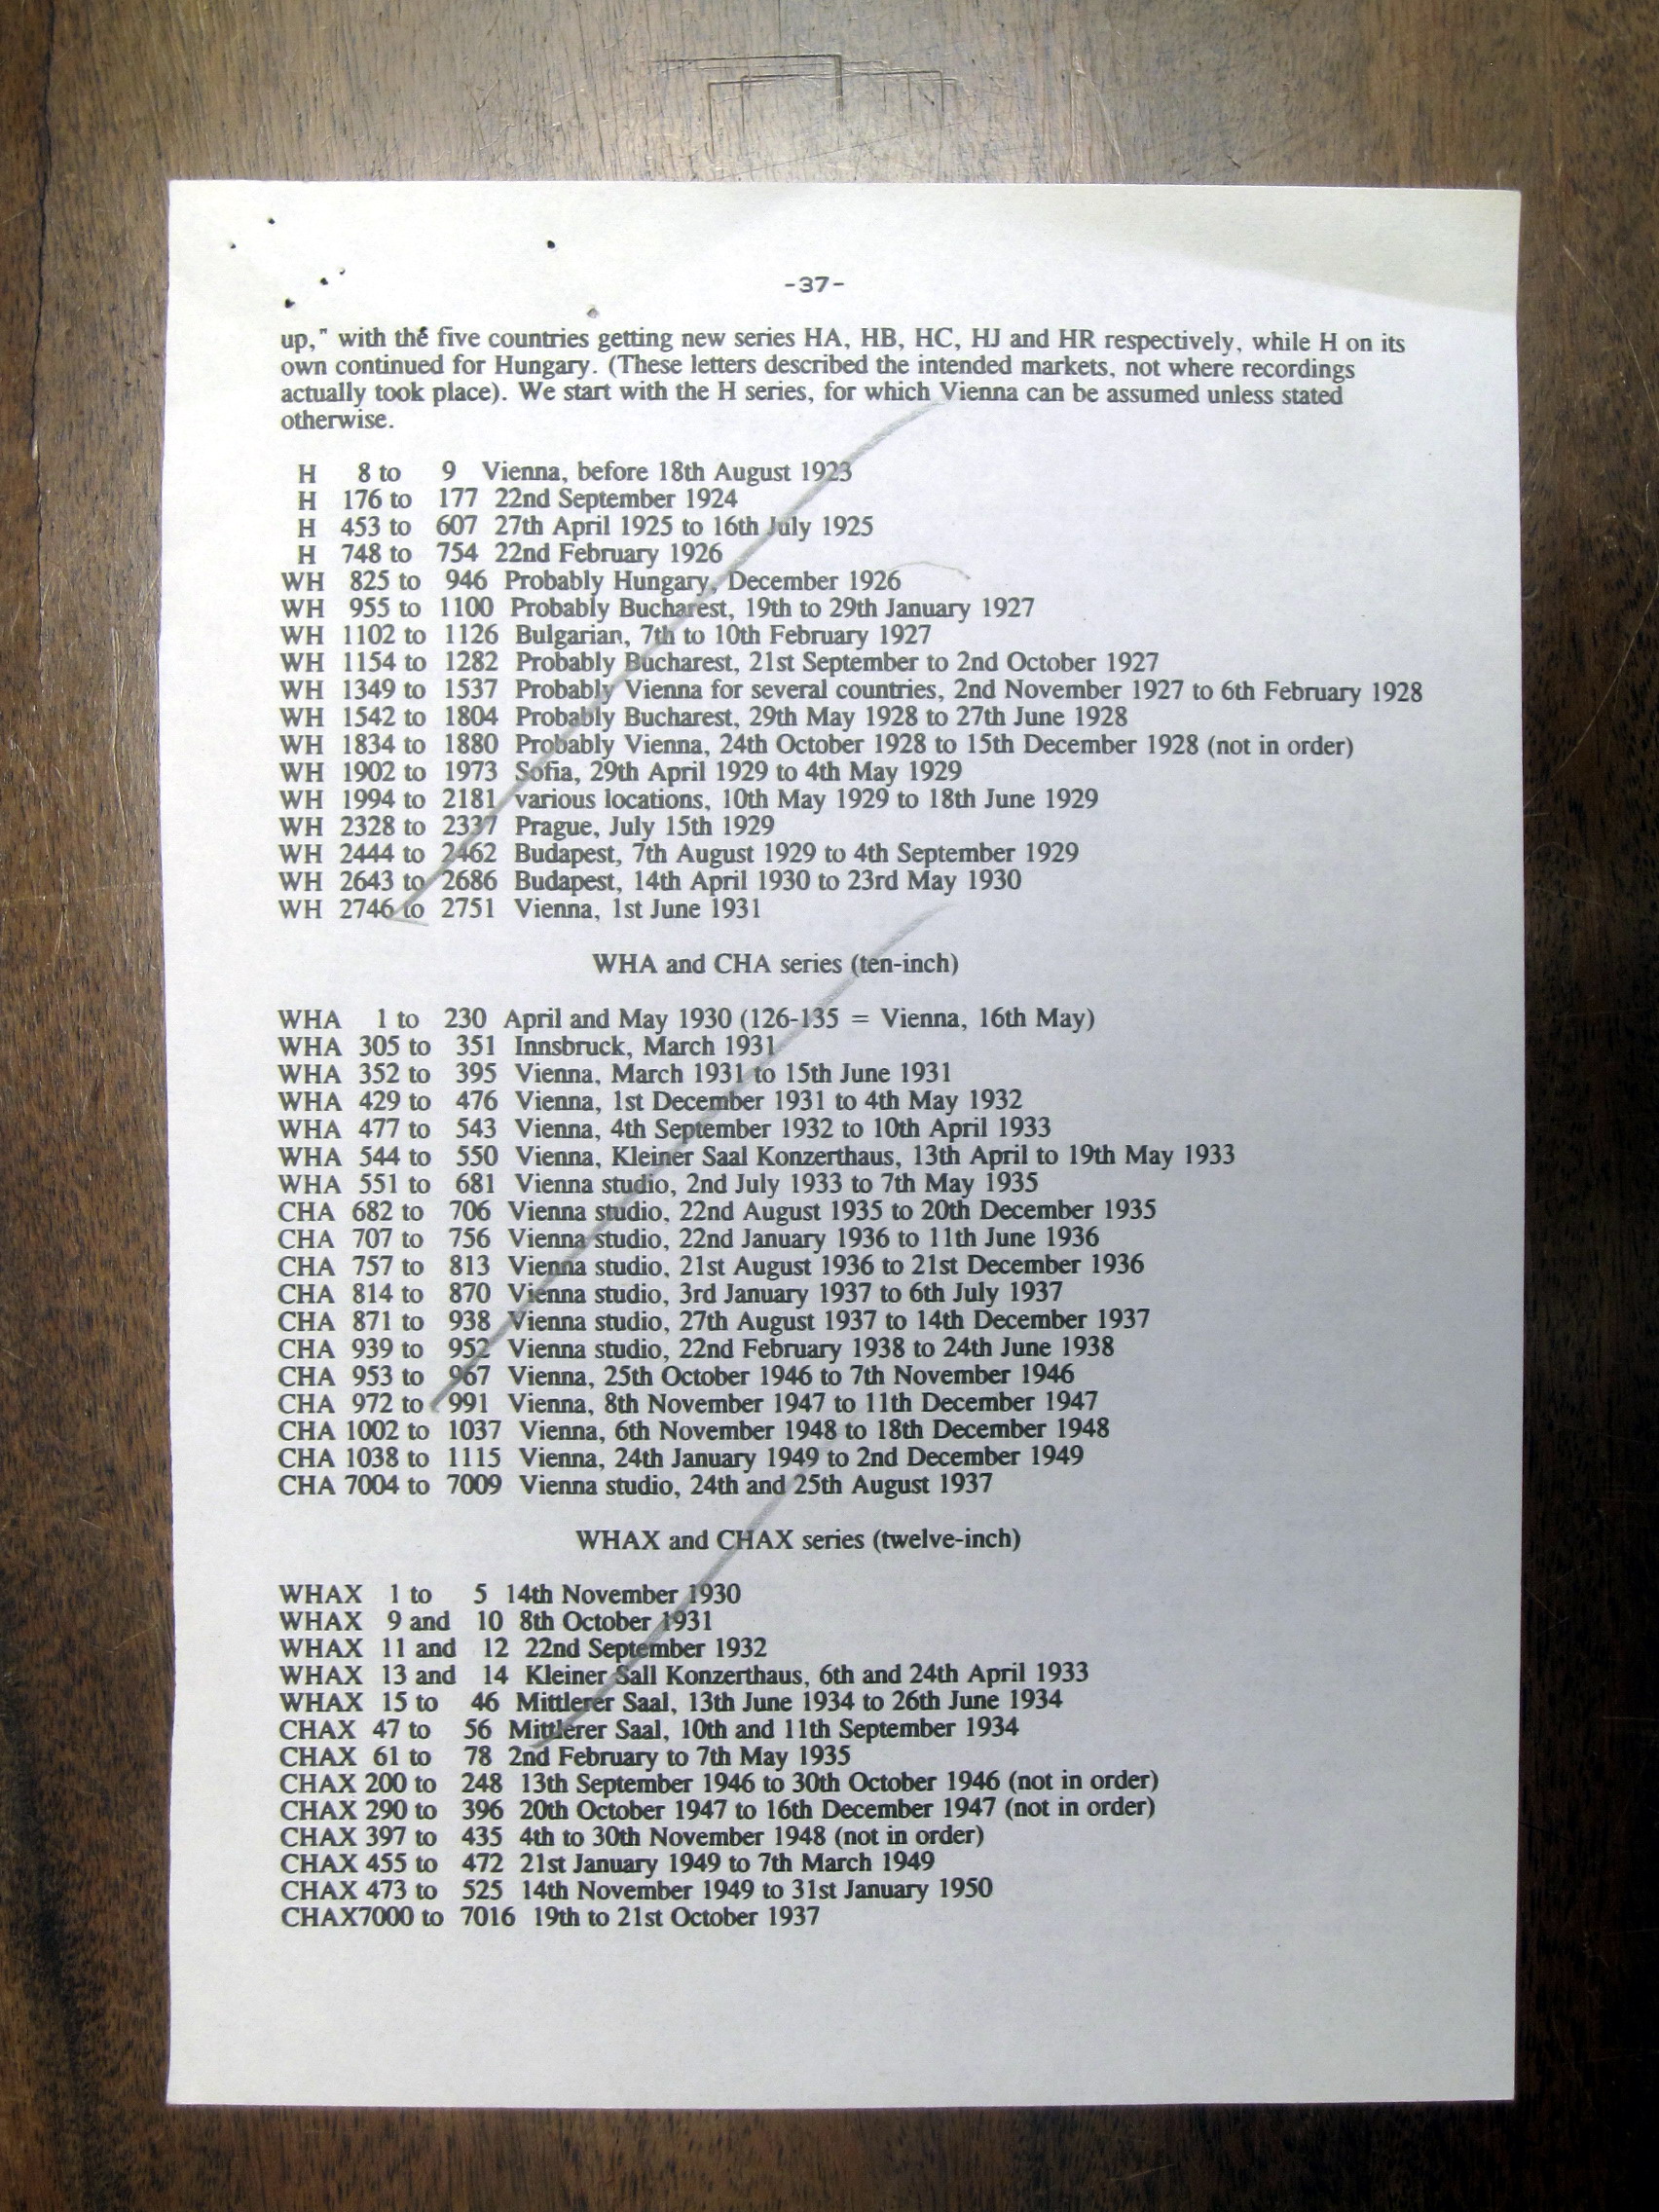 -37-
up," with the five countries getting new series HA, HB, HC, HJ and HR respectively, while H on its
own continued for Hungary. (These letters described the intended markets, not where recordings
actually took place). We start with the H series, for which Vienna can be assumed unless stated
otherwise.
H 8 to 9 Vienna, before 18th August 1923
H 176 to 177 22nd September 1924
H 453 to 607 27th April 1925 to 16th July 1925
H 748 to 754 22nd February 1926
WH 825 to 946 Probably Hungary, December 1926
WH 955 to 1100 Probably Bucharest, 19th to 29th January 1927
WH 1102 to 1126 Bulgarian, 7th to 10th February 1927
WH 1154 to 1282 Probably Bucharest, 21st September to 2nd October 1927
WH 1349 to 1537 Probably Vienna for several countries, 2nd November 1927 to 6th February 1928
WH 1542 to 1804 Probably Bucharest, 29th May 1928 to 27th June 1928
WH 1834 to 1880 Probably Vienna, 24th October 1928 to 15th December 1928 (not in order)
WH 1902 to 1973 Sofia, 29th April 1929 to 4th May 1929
WH 1994 to 2181 various locations, 10th May 1929 to 18th June 1929
WH 2328 to 2337 Prague, July 15th 1929
WH 2444 to 2462 Budapest, 7th August 1929 to 4th September 1929
WH 2643 to 2686 Budapest, 14th April 1930 to 23rd May 1930
WH 2746 to 2751 Vienna, 1st June 1931
WHA and CHA series (ten-inch)
WHA 1 to 230 April and May 1930 (126-135 = Vienna, 16th May)
WHA 305 to 351 Innsbruck, March 1931
WHA 352 to 395 Vienna, March 1931 to 15th June 1931
WHA 429 to 476 Vienna, 1st December 1931 to 4th May 1932
WHA 477 to 543 Vienna, 4th September 1932 to 10th April 1933
WHA 544 to 550 Vienna, Kleiner Saal Konzerthaus, 13th April to 19th May 1933
WHA 551 to 681 Vienna studio, 2nd July 1933 to 7th May 1935
CHA 682 to 706 Vienna studio, 22nd August 1935 to 20th December 1935
CHA 707 to 756 Vienna studio, 22nd January 1936 to 11th June 1936
CHA 757 to 813 Vienna studio, 21st August 1936 to 21st December 1936
CHA 814 to 870 Vienna studio, 3rd January 1937 to 6th July 1937
CHA 871 to 938 Vienna studio, 27th August 1937 to 14th December 1937
CHA 939 to 952 Vienna studio, 22nd February 1938 to 24th June 1938
CHA 953 to 967 Vienna, 25th October 1946 to 7th November 1946
CHA 972 to 991 Vienna, 8th November 1947 to 11th December 1947
CHA 1002 to 1037 Vienna, 6th November 1948 to 18th December 1948
CHA 1038 to 1115 Vienna, 24th January 1949 to 2nd December 1949
CHA 7004 to 7009 Vienna studio, 24th and 25th August 1937
WHAX and CHAX series (twelve-inch)
WHAX 1 to 5 14th November 1930
WHAX 9 and 10 8th October 1931
WHAX 11 and 12 22nd September 1932
WHAX 13 and 14 Kleiner Sall Konzerthaus, 6th and 24th April 1933
WHAX 15 to 46 Mittlerer Saal, 13th June 1934 to 26th June 1934
CHAX 47 to 56 Mittlerer Saal, 10th and 11th September 1934
CHAX 61 to 78 2nd February to 7th May 1935
CHAX 200 to 248 13th September 1946 to 30th October 1946 (not in order)
CHAX 290 to 396 20th October 1947 to 16th December 1947 (not in order)
CHAX 397 to 435 4th to 30th November 1948 (not in order)
CHAX 455 to 472 21st January 1949 to 7th March 1949
CHAX 473 to 525 14th November 1949 to 31st January 1950
CHAX7000 to 7016 19th to 21st October 1937